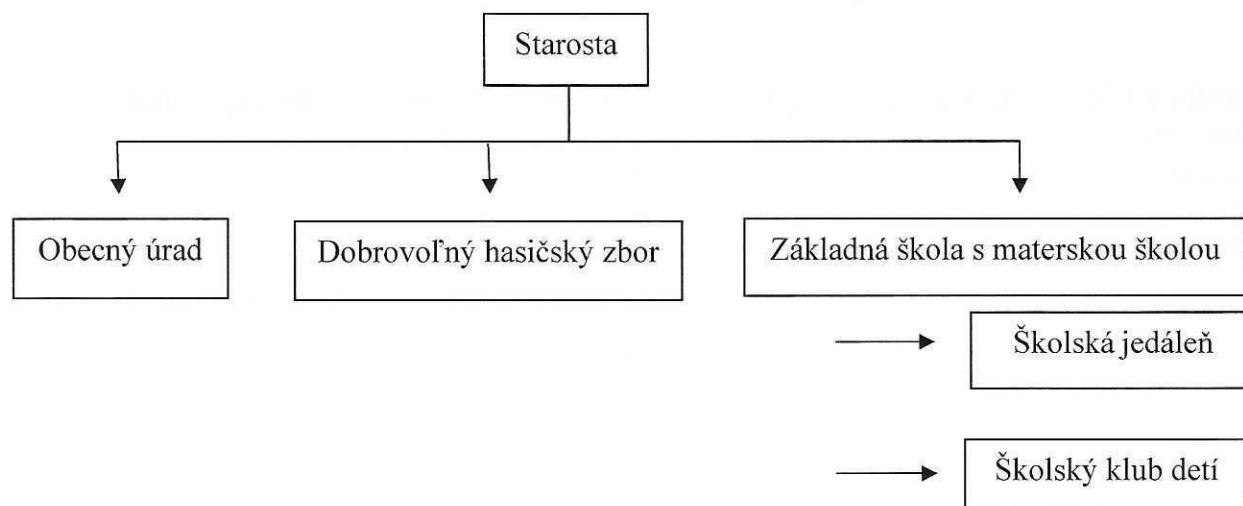 Starosta
Obecný úrad
Dobrovoľný hasičský zbor
Základná škola s materskou školou
Školská jedáleň
Školský klub detí